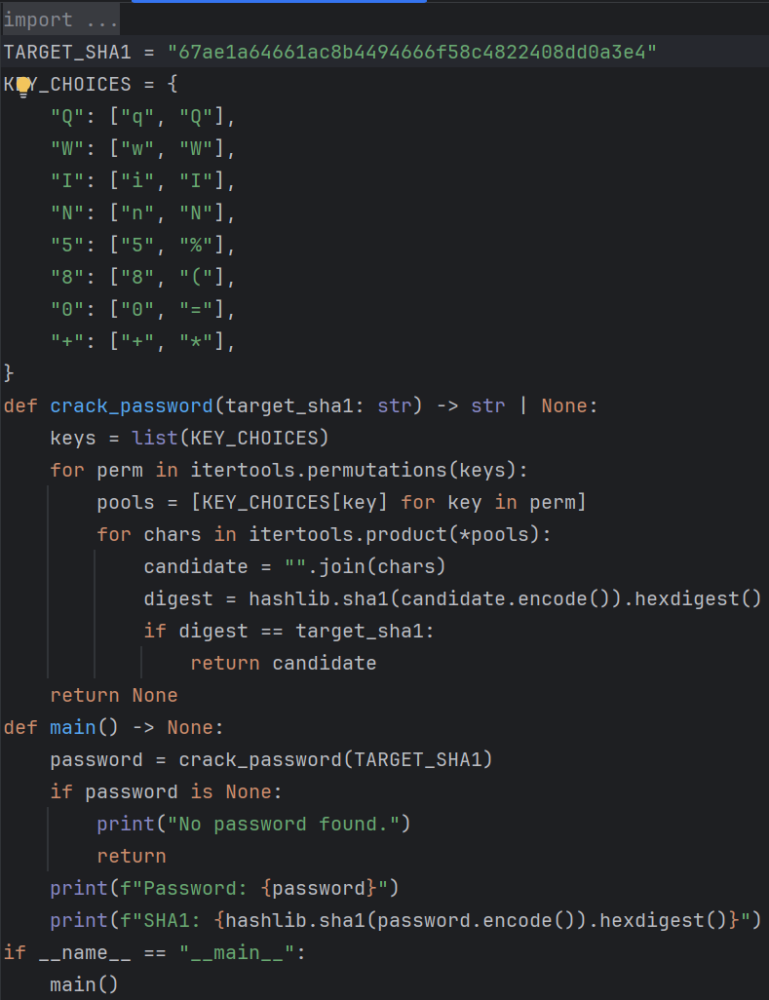 import ...
TARGET_SHA1 = "67ae1a64661ac8b4494666f58c4822408dd0a3e4"
KEY_CHOICES = {
    "Q": ["q", "Q"],
    "W": ["w", "W"],
    "I": ["i", "I"],
    "N": ["n", "N"],
    "5": ["5", "%"],
    "8": ["8", "("],
    "0": ["0", "="],
    "+": ["+", "*"],
}
def crack_password(target_sha1: str) -> str | None:
    keys = list(KEY_CHOICES)
    for perm in itertools.permutations(keys):
        pools = [KEY_CHOICES[key] for key in perm]
        for chars in itertools.product(*pools):
            candidate = "".join(chars)
            digest = hashlib.sha1(candidate.encode()).hexdigest()
            if digest == target_sha1:
                return candidate
    return None
def main() -> None:
    password = crack_password(TARGET_SHA1)
    if password is None:
        print("No password found.")
        return
    print(f"Password: {password}")
    print(f"SHA1: {hashlib.sha1(password.encode()).hexdigest()}")
if __name__ == "__main__":
    main()